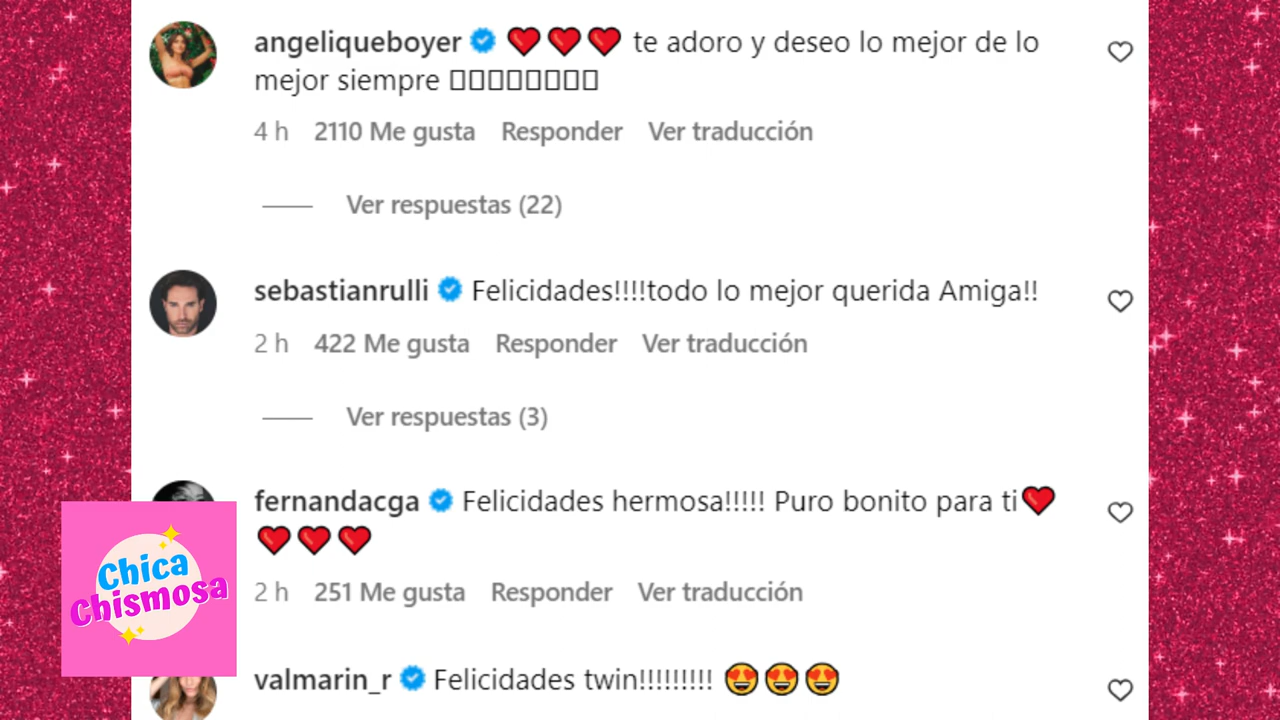 angeliqueboyer ❤️❤️❤️ te adoro y deseo lo mejor de lo
mejor siempre ▯▯▯▯▯▯▯▯
4 h 2110 Me gusta Responder Ver traducción
Ver respuestas (22)
sebastianrulli Felicidades!!!!todo lo mejor querida Amiga!!
2 h 422 Me gusta Responder Ver traducción
Ver respuestas (3)
fernandacga Felicidades hermosa!!!!! Puro bonito para ti❤️
❤️❤️❤️
2 h 251 Me gusta Responder Ver traducción
Chica
Chismosa
valmarin_r Felicidades twin!!!!!!!!! 😍😍😍